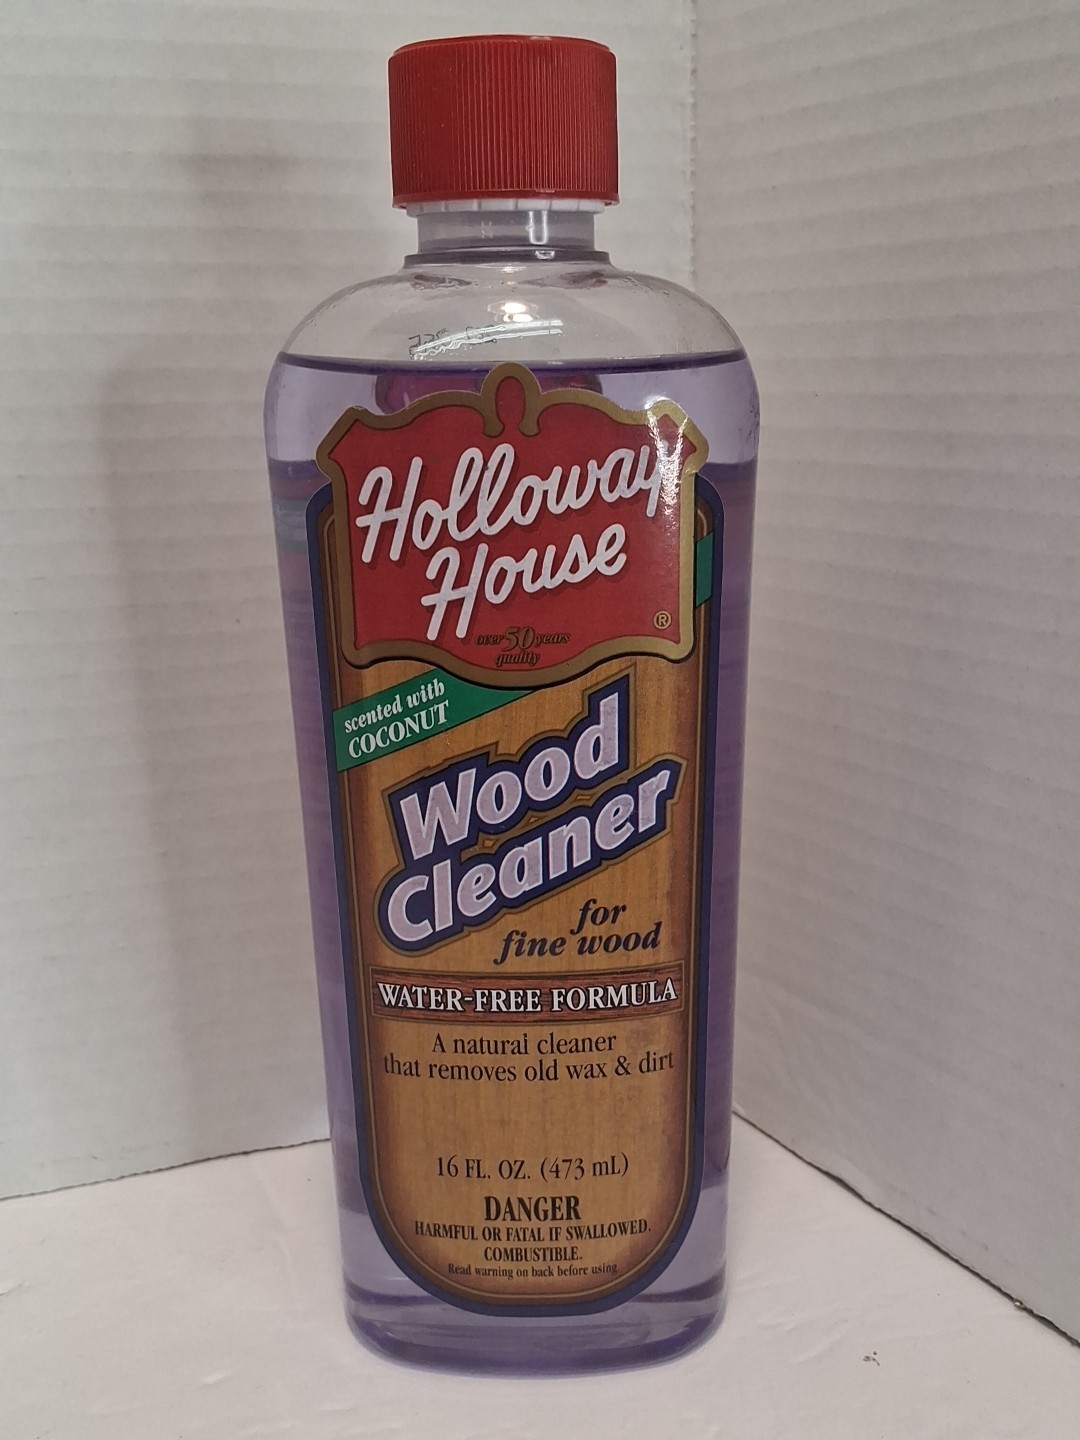 Holloway
House
®
over 50 years
quality
scented with
COCONUT
Wood
Cleaner
for
fine wood
WATER-FREE FORMULA
A natural cleaner
that removes old wax & dirt
16 FL. OZ. (473 mL)
DANGER
HARMFUL OR FATAL IF SWALLOWED.
COMBUSTIBLE.
Read warning on back before using